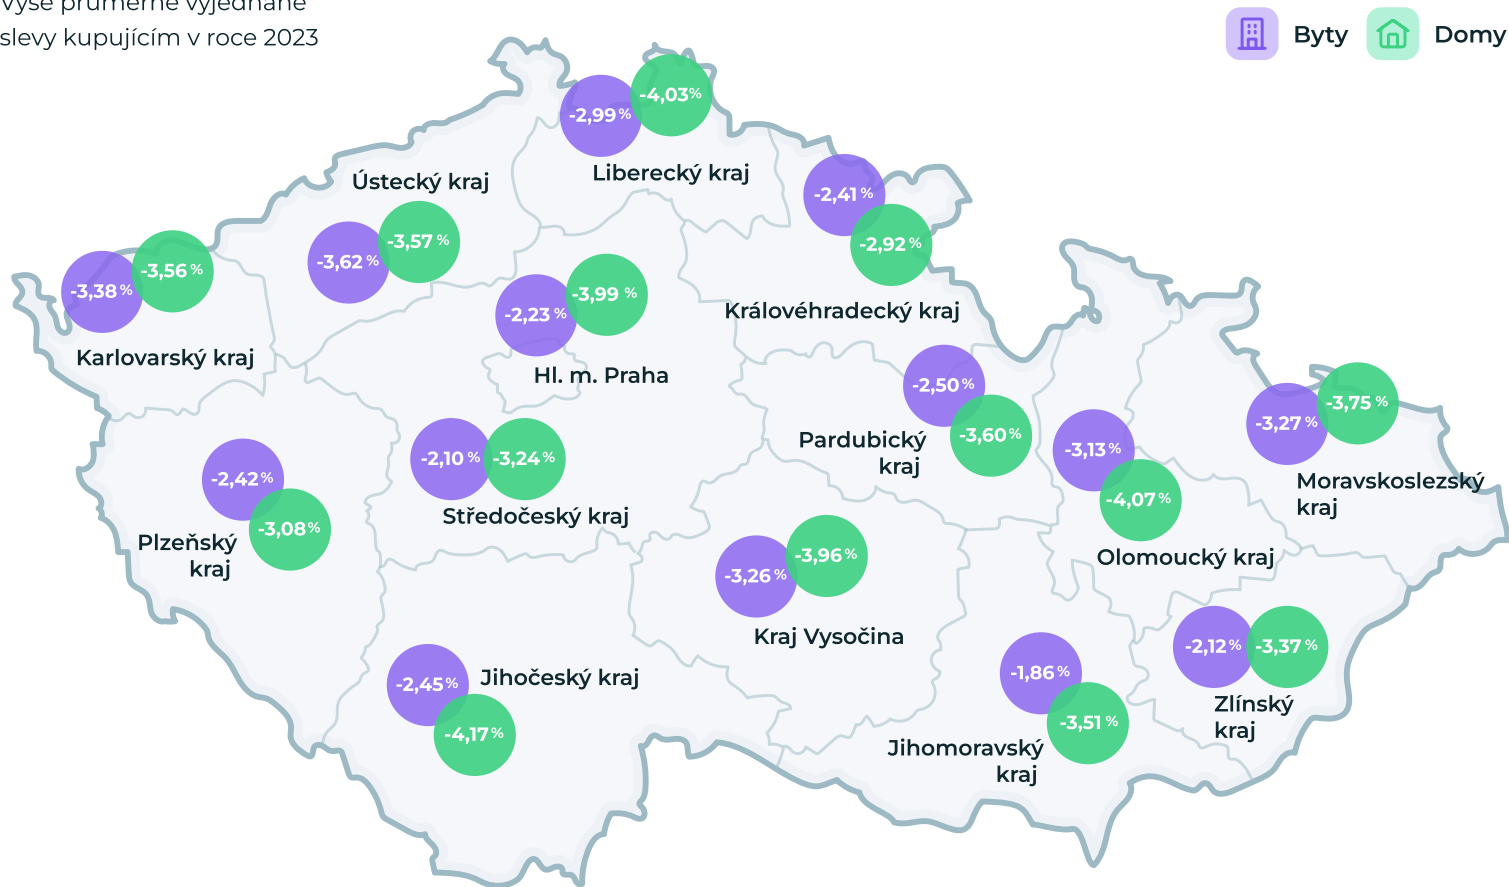 Výše průměrné vyjednané
slevy kupujícím v roce 2023
Byty
Domy
-2,99 %
-4,03%
Liberecký kraj
Ústecký kraj
-3,62 %
-3,57 %
-2,41 %
-2,92 %
Královéhradecký kraj
-3,38 %
-3,56 %
Karlovarský kraj
-2,23 %
-3,99 %
Hl. m. Praha
-2,50 %
-3,60 %
Pardubický
kraj
-3,27 %
-3,75 %
Moravskoslezský
kraj
-3,13 %
-4,07 %
Olomoucký kraj
-2,10 %
-3,24 %
Středočeský kraj
-2,42 %
-3,08 %
Plzeňský
kraj
-3,26 %
-3,96 %
Kraj Vysočina
-2,45 %
-4,17 %
Jihočeský kraj
-1,86 %
-3,51 %
Jihomoravský
kraj
-2,12 %
-3,37 %
Zlínský
kraj